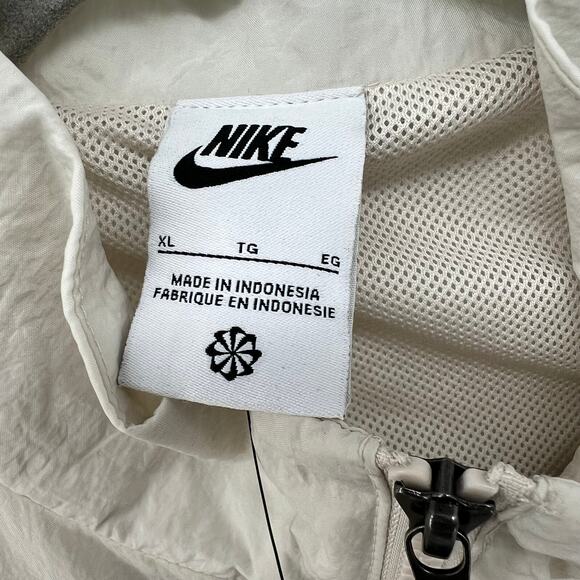 NIKE
XL TG EG
MADE IN INDONESIA
FABRIQUE EN INDONESIE